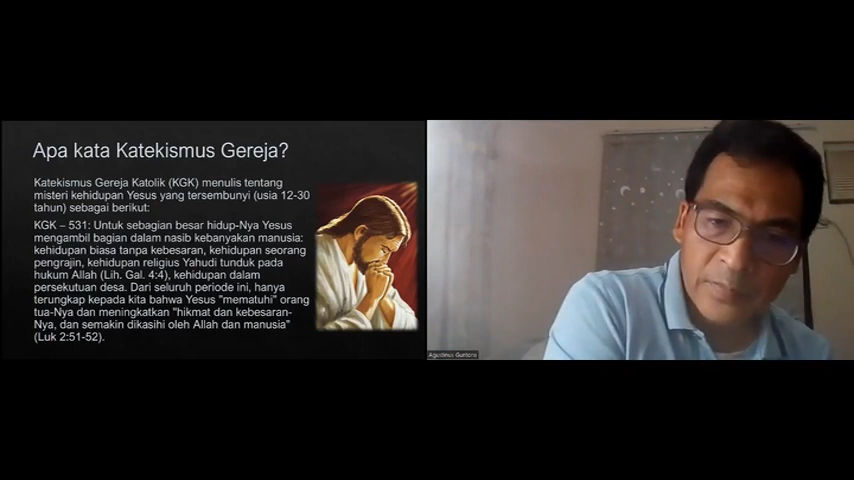 Apa kata Katekismus Gereja?
Katekismus Gereja Katolik (KGK) menulis tentang
misteri kehidupan Yesus yang tersembunyi (usia 12-30
tahun) sebagai berikut:
KGK – 531: Untuk sebagian besar hidup-Nya Yesus
mengambil bagian dalam nasib kebanyakan manusia:
kehidupan biasa tanpa kebesaran, kehidupan seorang
pengrajin, kehidupan religius Yahudi tunduk pada
hukum Allah (Lih. Gal. 4:4), kehidupan dalam
persekutuan desa. Dari seluruh periode ini, hanya
terungkap kepada kita bahwa Yesus "mematuhi" orang
tua-Nya dan meningkatkan "hikmat dan kebesaran-
Nya, dan semakin dikasihi oleh Allah dan manusia"
(Luk 2:51-52).
Agustinus Guntoro